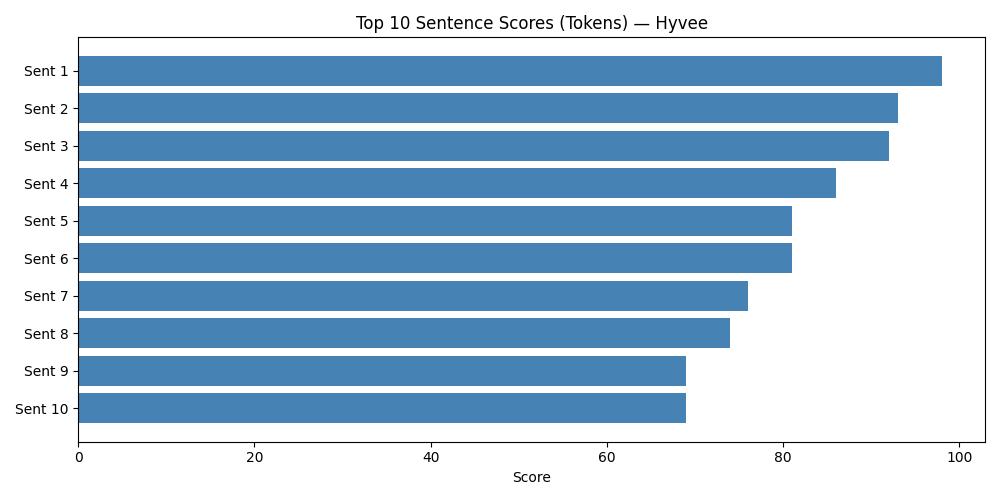 Top 10 Sentence Scores (Tokens) — Hyvee
Sent 1
Sent 2
Sent 3
Sent 4
Sent 5
Sent 6
Sent 7
Sent 8
Sent 9
Sent 10
0 20 40 60 80 100
Score